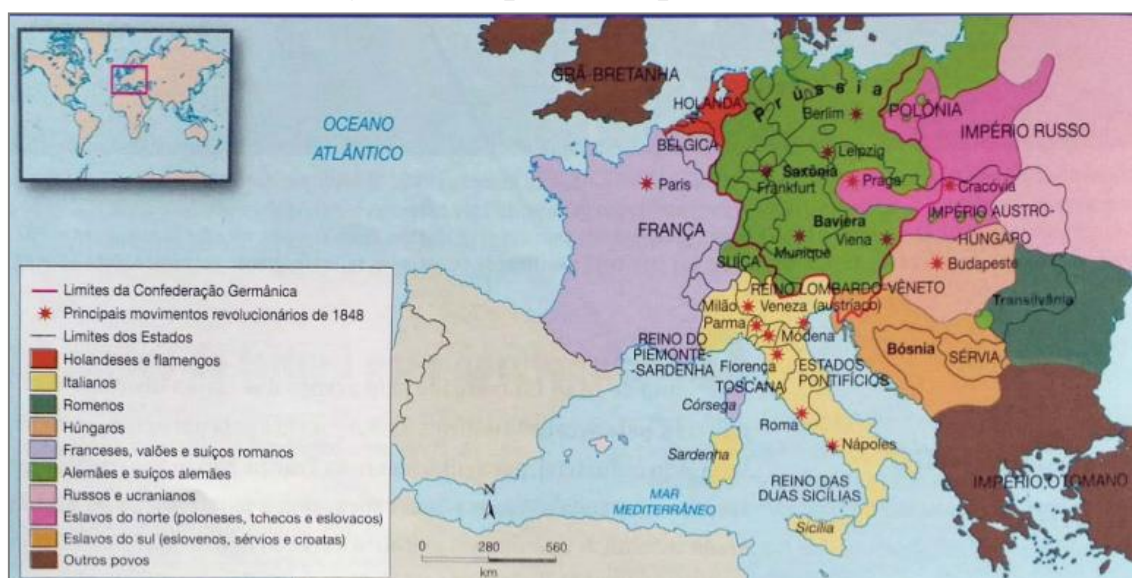 GRÃ-BRETANHA
HOLANDA
Prússia
Berlim
POLÔNIA
IMPÉRIO RUSSO
OCEANO
ATLÂNTICO
BÉLGICA
Leipzig
Saxônia
Paris
Frankfurt
Praga
Cracóvia
IMPÉRIO AUSTRO-
HÚNGARO
FRANÇA
Baviera
Viena
Munique
Budapeste
SUÍÇA
REINO LOMBARDO-VÊNETO
(austríaco)
Transilvânia
Milão
Veneza
Parma
Módena
REINO DO
PIEMONTE-
-SARDENHA
Bósnia
SÉRVIA
Florença
ESTADOS
PONTIFÍCIOS
TOSCANA
Córsega
Roma
Nápoles
Sardenha
REINO DAS
DUAS SICÍLIAS
IMPÉRIO OTOMANO
MAR
MEDITERRÂNEO
Sicília
Limites da Confederação Germânica
Principais movimentos revolucionários de 1848
Limites dos Estados
Holandeses e flamengos
Italianos
Romenos
Húngaros
Franceses, valões e suíços romanos
Alemães e suíços alemães
Russos e ucranianos
Eslavos do norte (poloneses, tchecos e eslovacos)
Eslavos do sul (eslovenos, sérvios e croatas)
Outros povos
N
0 280 560
km